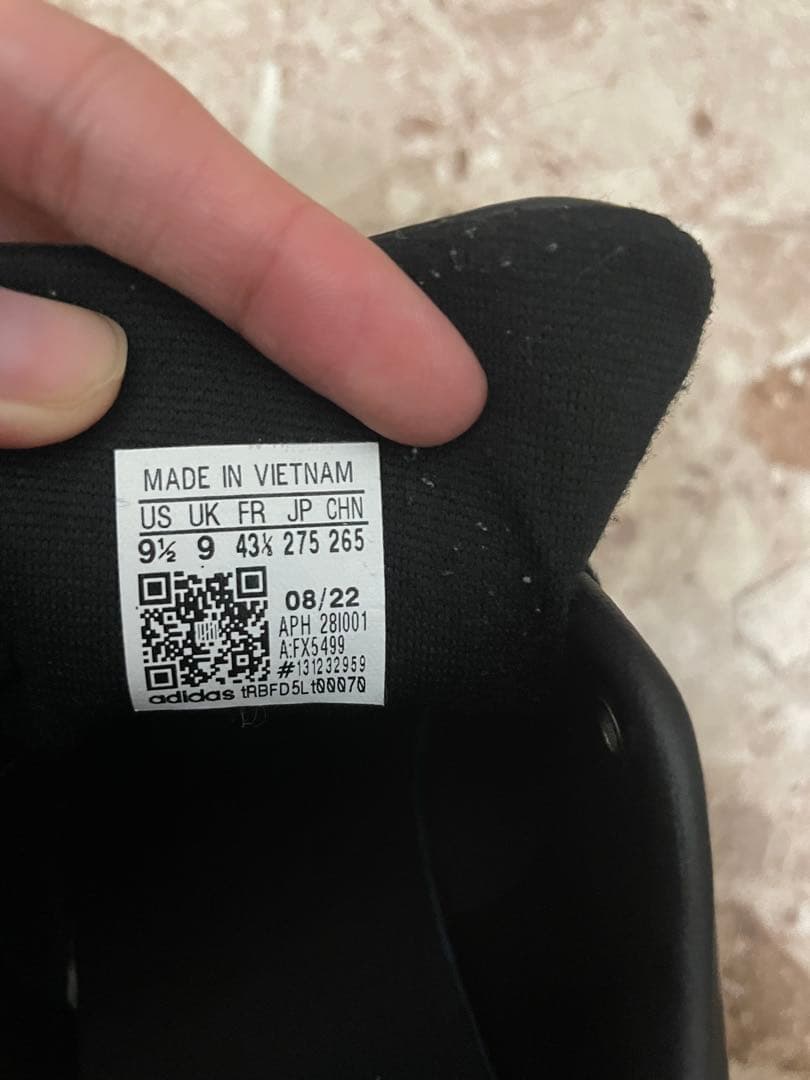 MADE IN VIETNAM
US UK FR JP CHN
9½ 9 43⅓ 275 265
08/22
APH 28I001
A:FX5499
#131232959
adidas tRBFD5Lt00070